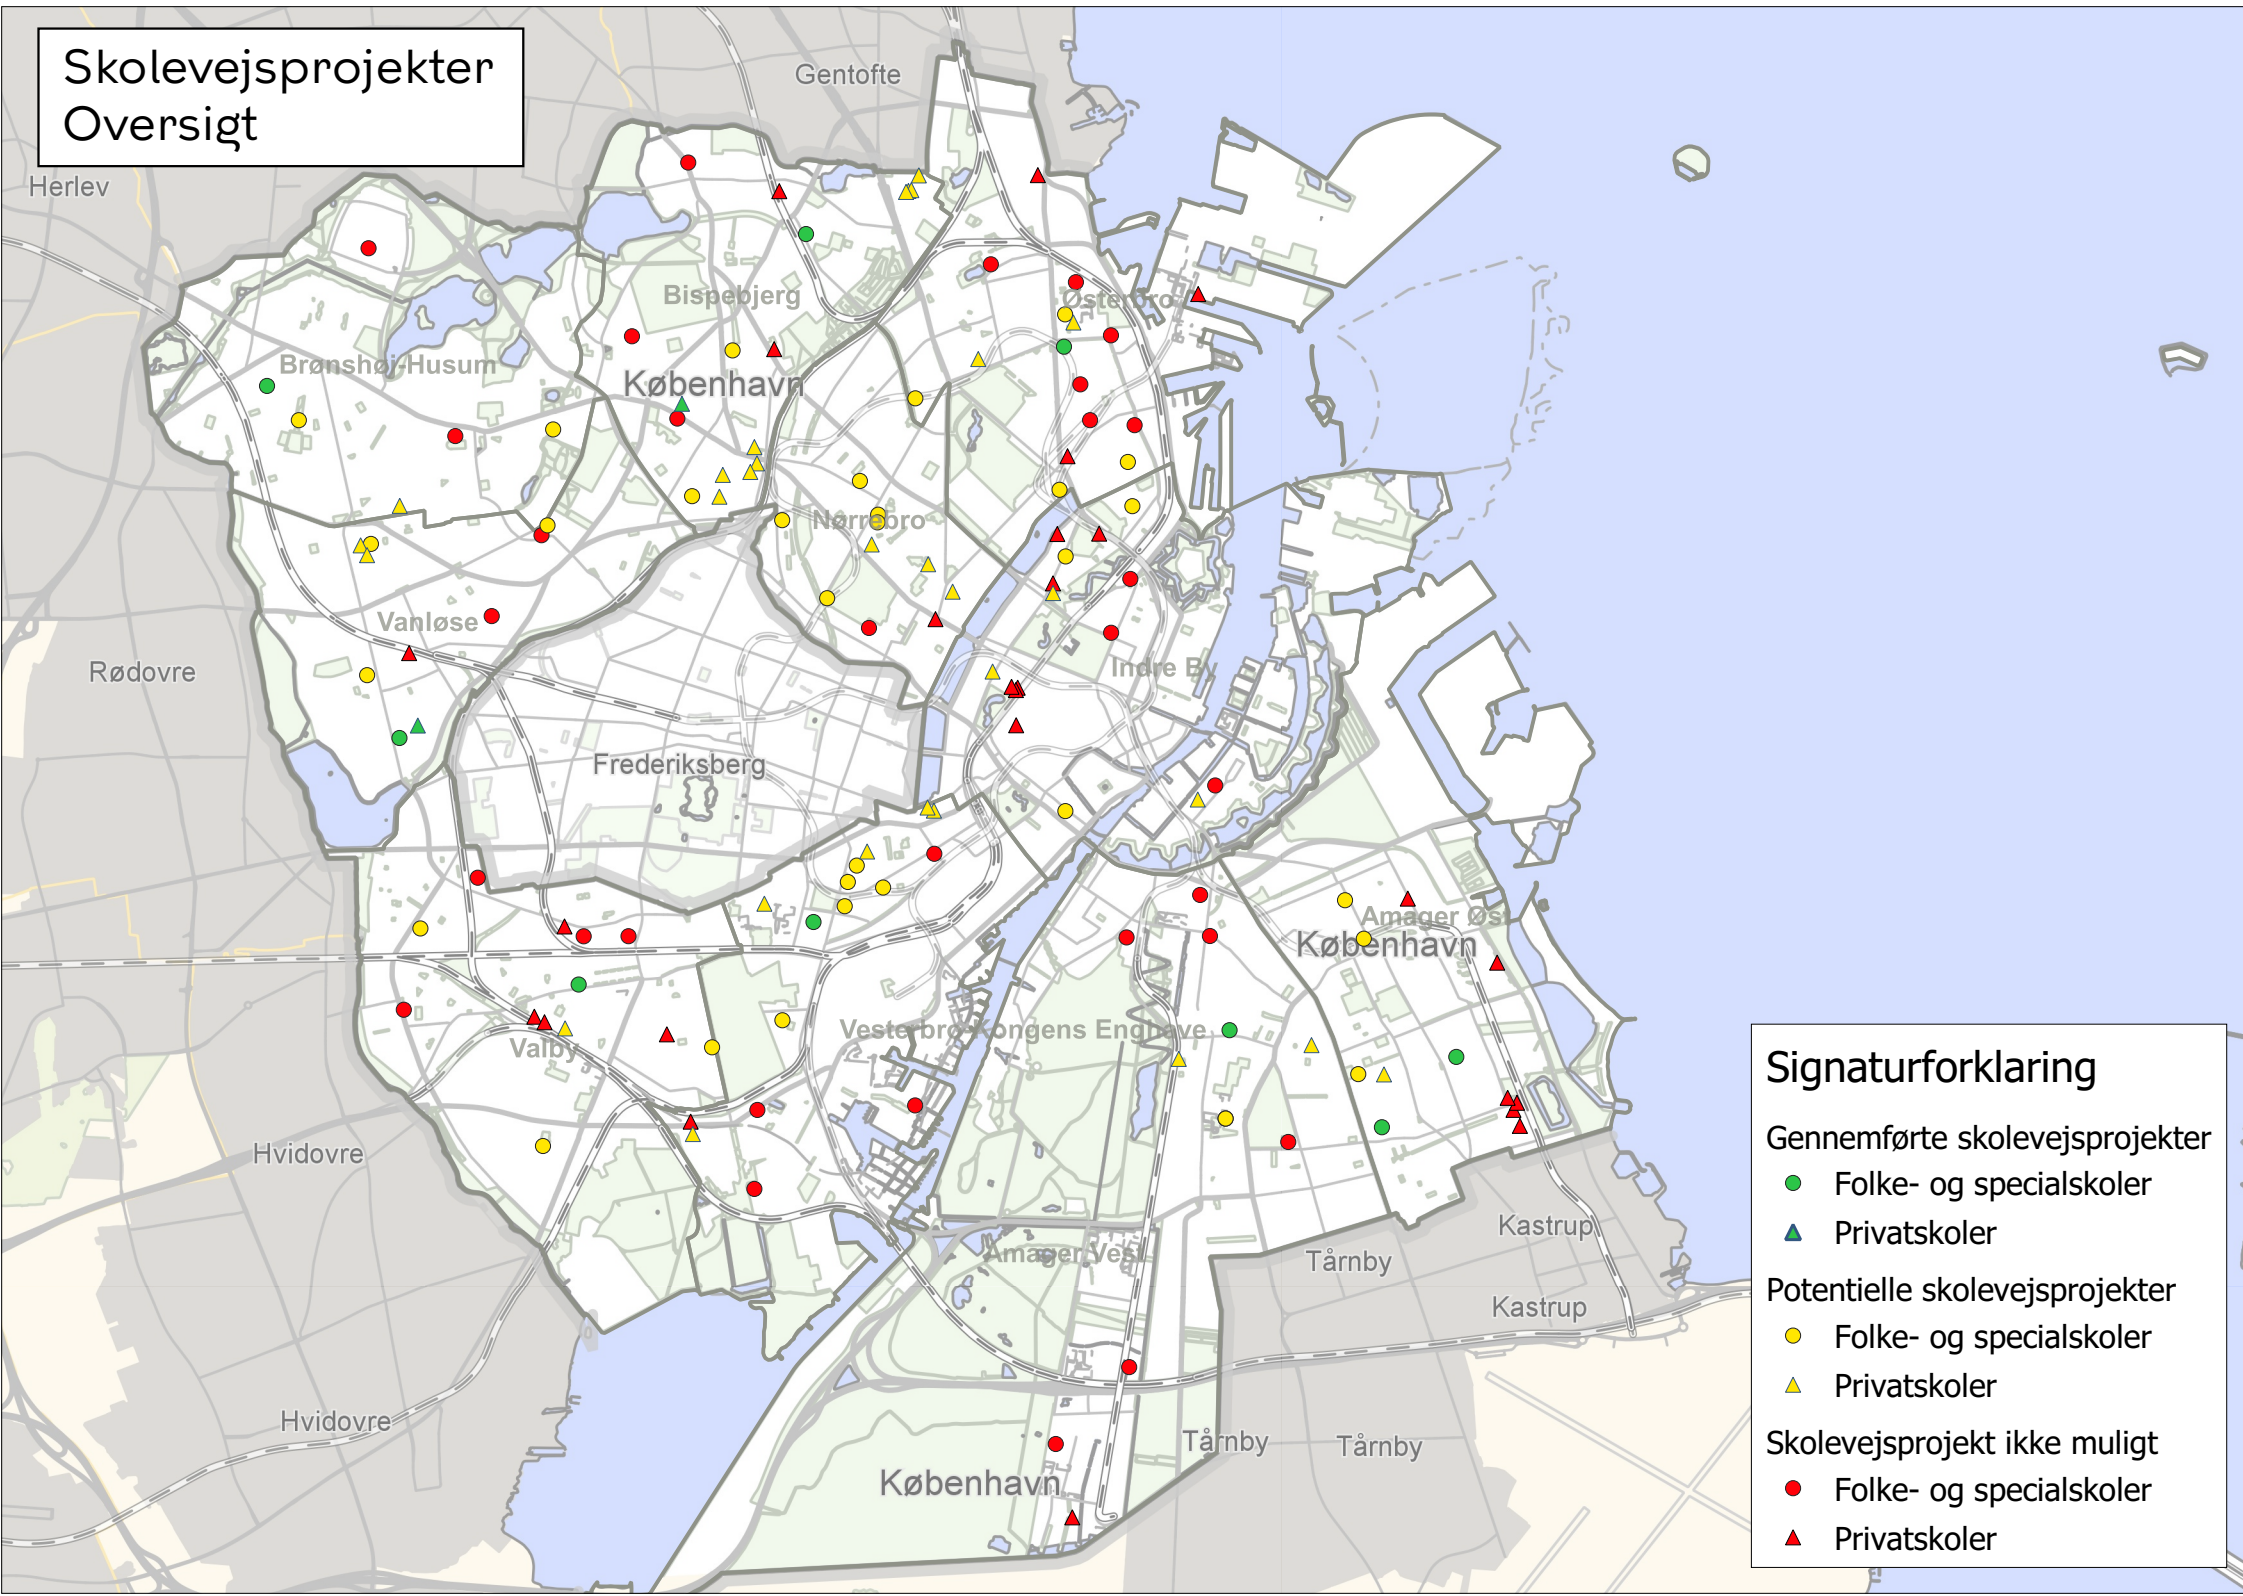 Skolevejsprojekter
Oversigt
Gentofte
Herlev
Bispebjerg
Østerbro
Brønshøj-Husum
København
Nørrebro
Vanløse
Rødovre
Indre By
Frederiksberg
Amager Øst
København
Vesterbro-Kongens Enghave
Valby
Hvidovre
Amager Vest
Kastrup
Tårnby
Kastrup
Hvidovre
Tårnby
Tårnby
København
Signaturforklaring
Gennemførte skolevejsprojekter
Folke- og specialskoler
Privatskoler
Potentielle skolevejsprojekter
Folke- og specialskoler
Privatskoler
Skolevejsprojekt ikke muligt
Folke- og specialskoler
Privatskoler